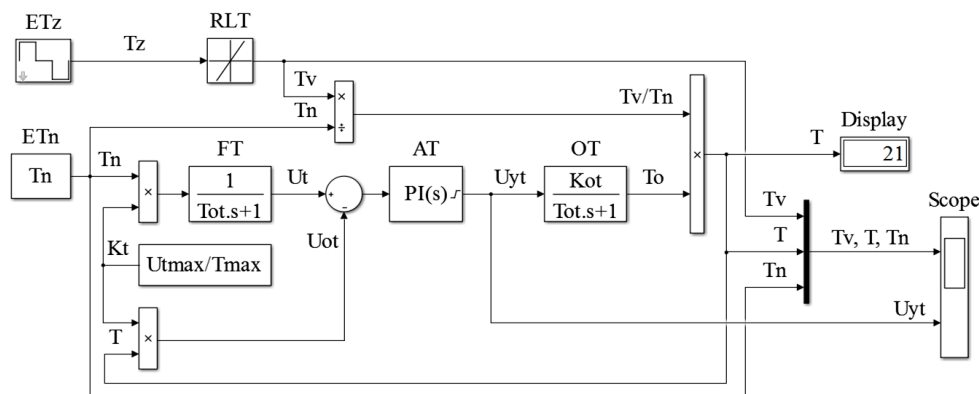 ETz
RLT
Tz
Tv
Tn
Tv/Tn
ETn
Tn
Tn
FT
1
Tot.s+1
Ut
AT
PI(s)
Uyt
OT
Kot
Tot.s+1
To
T
Display
21
Kt
Utmax/Tmax
Uot
T
Tv
T
Tn
Tv, T, Tn
Scope
Uyt